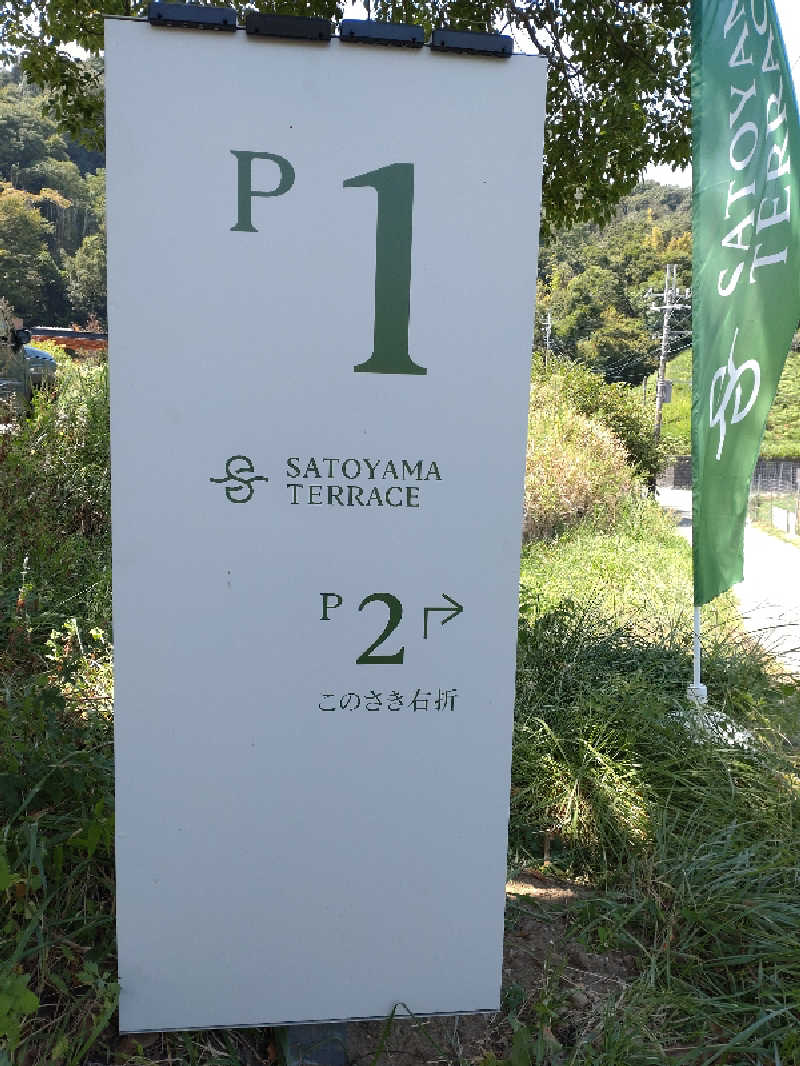 P 1
SATOYAMA
TERRACE
P 2
このさき右折
SATOYAMA
TERRACE